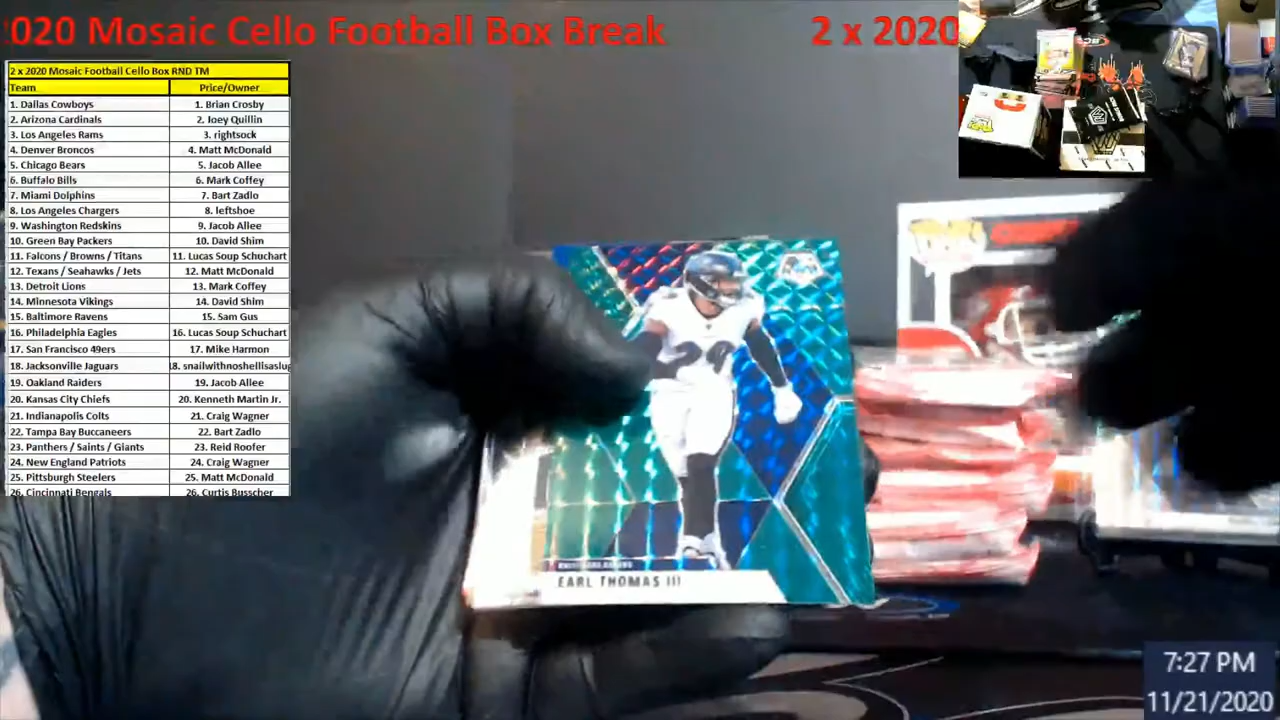 020 Mosaic Cello Football Box Break 2 x 2020
2 x 2020 Mosaic Football Cello Box RND TM
Team Price/Owner
1. Dallas Cowboys 1. Brian Crosby
2. Arizona Cardinals 2. Joey Quillin
3. Los Angeles Rams 3. rightsock
4. Denver Broncos 4. Matt McDonald
5. Chicago Bears 5. Jacob Allee
6. Buffalo Bills 6. Mark Coffey
7. Miami Dolphins 7. Bart Zadlo
8. Los Angeles Chargers 8. leftshoe
9. Washington Redskins 9. Jacob Allee
10. Green Bay Packers 10. David Shim
11. Falcons / Browns / Titans 11. Lucas Soup Schuchart
12. Texans / Seahawks / Jets 12. Matt McDonald
13. Detroit Lions 13. Mark Coffey
14. Minnesota Vikings 14. David Shim
15. Baltimore Ravens 15. Sam Gus
16. Philadelphia Eagles 16. Lucas Soup Schuchart
17. San Francisco 49ers 17. Mike Harmon
18. Jacksonville Jaguars 18. snailwithnoshellisaslug
19. Oakland Raiders 19. Jacob Allee
20. Kansas City Chiefs 20. Kenneth Martin Jr.
21. Indianapolis Colts 21. Craig Wagner
22. Tampa Bay Buccaneers 22. Bart Zadlo
23. Panthers / Saints / Giants 23. Reid Roofer
24. New England Patriots 24. Craig Wagner
25. Pittsburgh Steelers 25. Matt McDonald
26. Cincinnati Bengals 26. Curtis Busscher
EARL THOMAS III
7:27 PM
11/21/2020